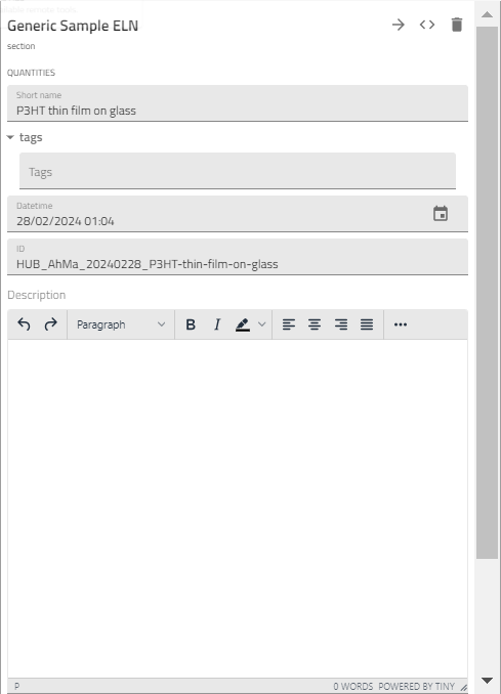 Generic Sample ELN
section
QUANTITIES
Short name
P3HT thin film on glass
tags
Tags
Datetime
28/02/2024 01:04
ID
HUB_AhMa_20240228_P3HT-thin-film-on-glass
Description
Paragraph B I
P 0 WORDS POWERED BY TINY